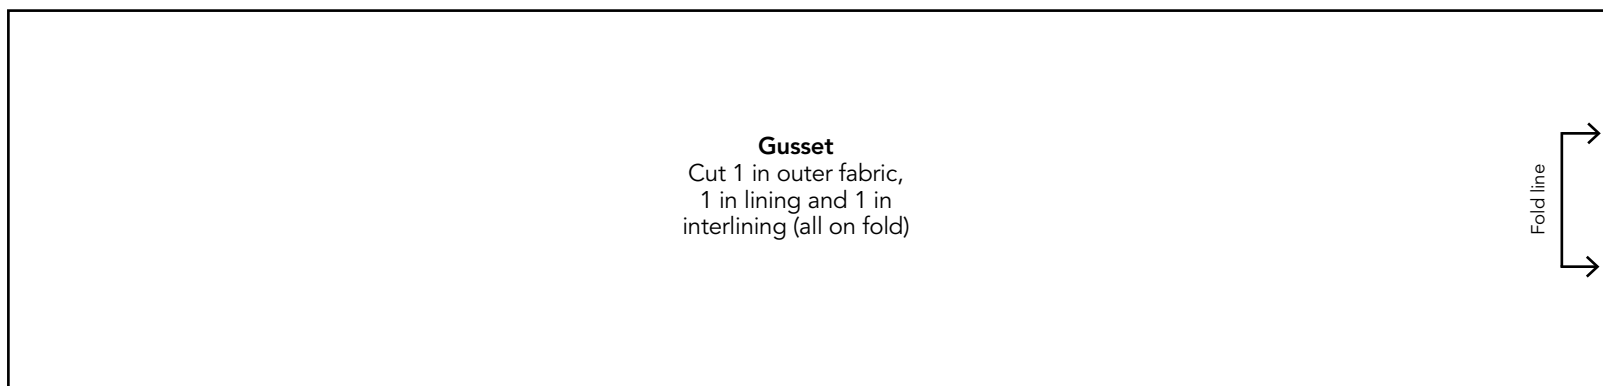 Gusset
Cut 1 in outer fabric,
1 in lining and 1 in
interlining (all on fold)
Fold line